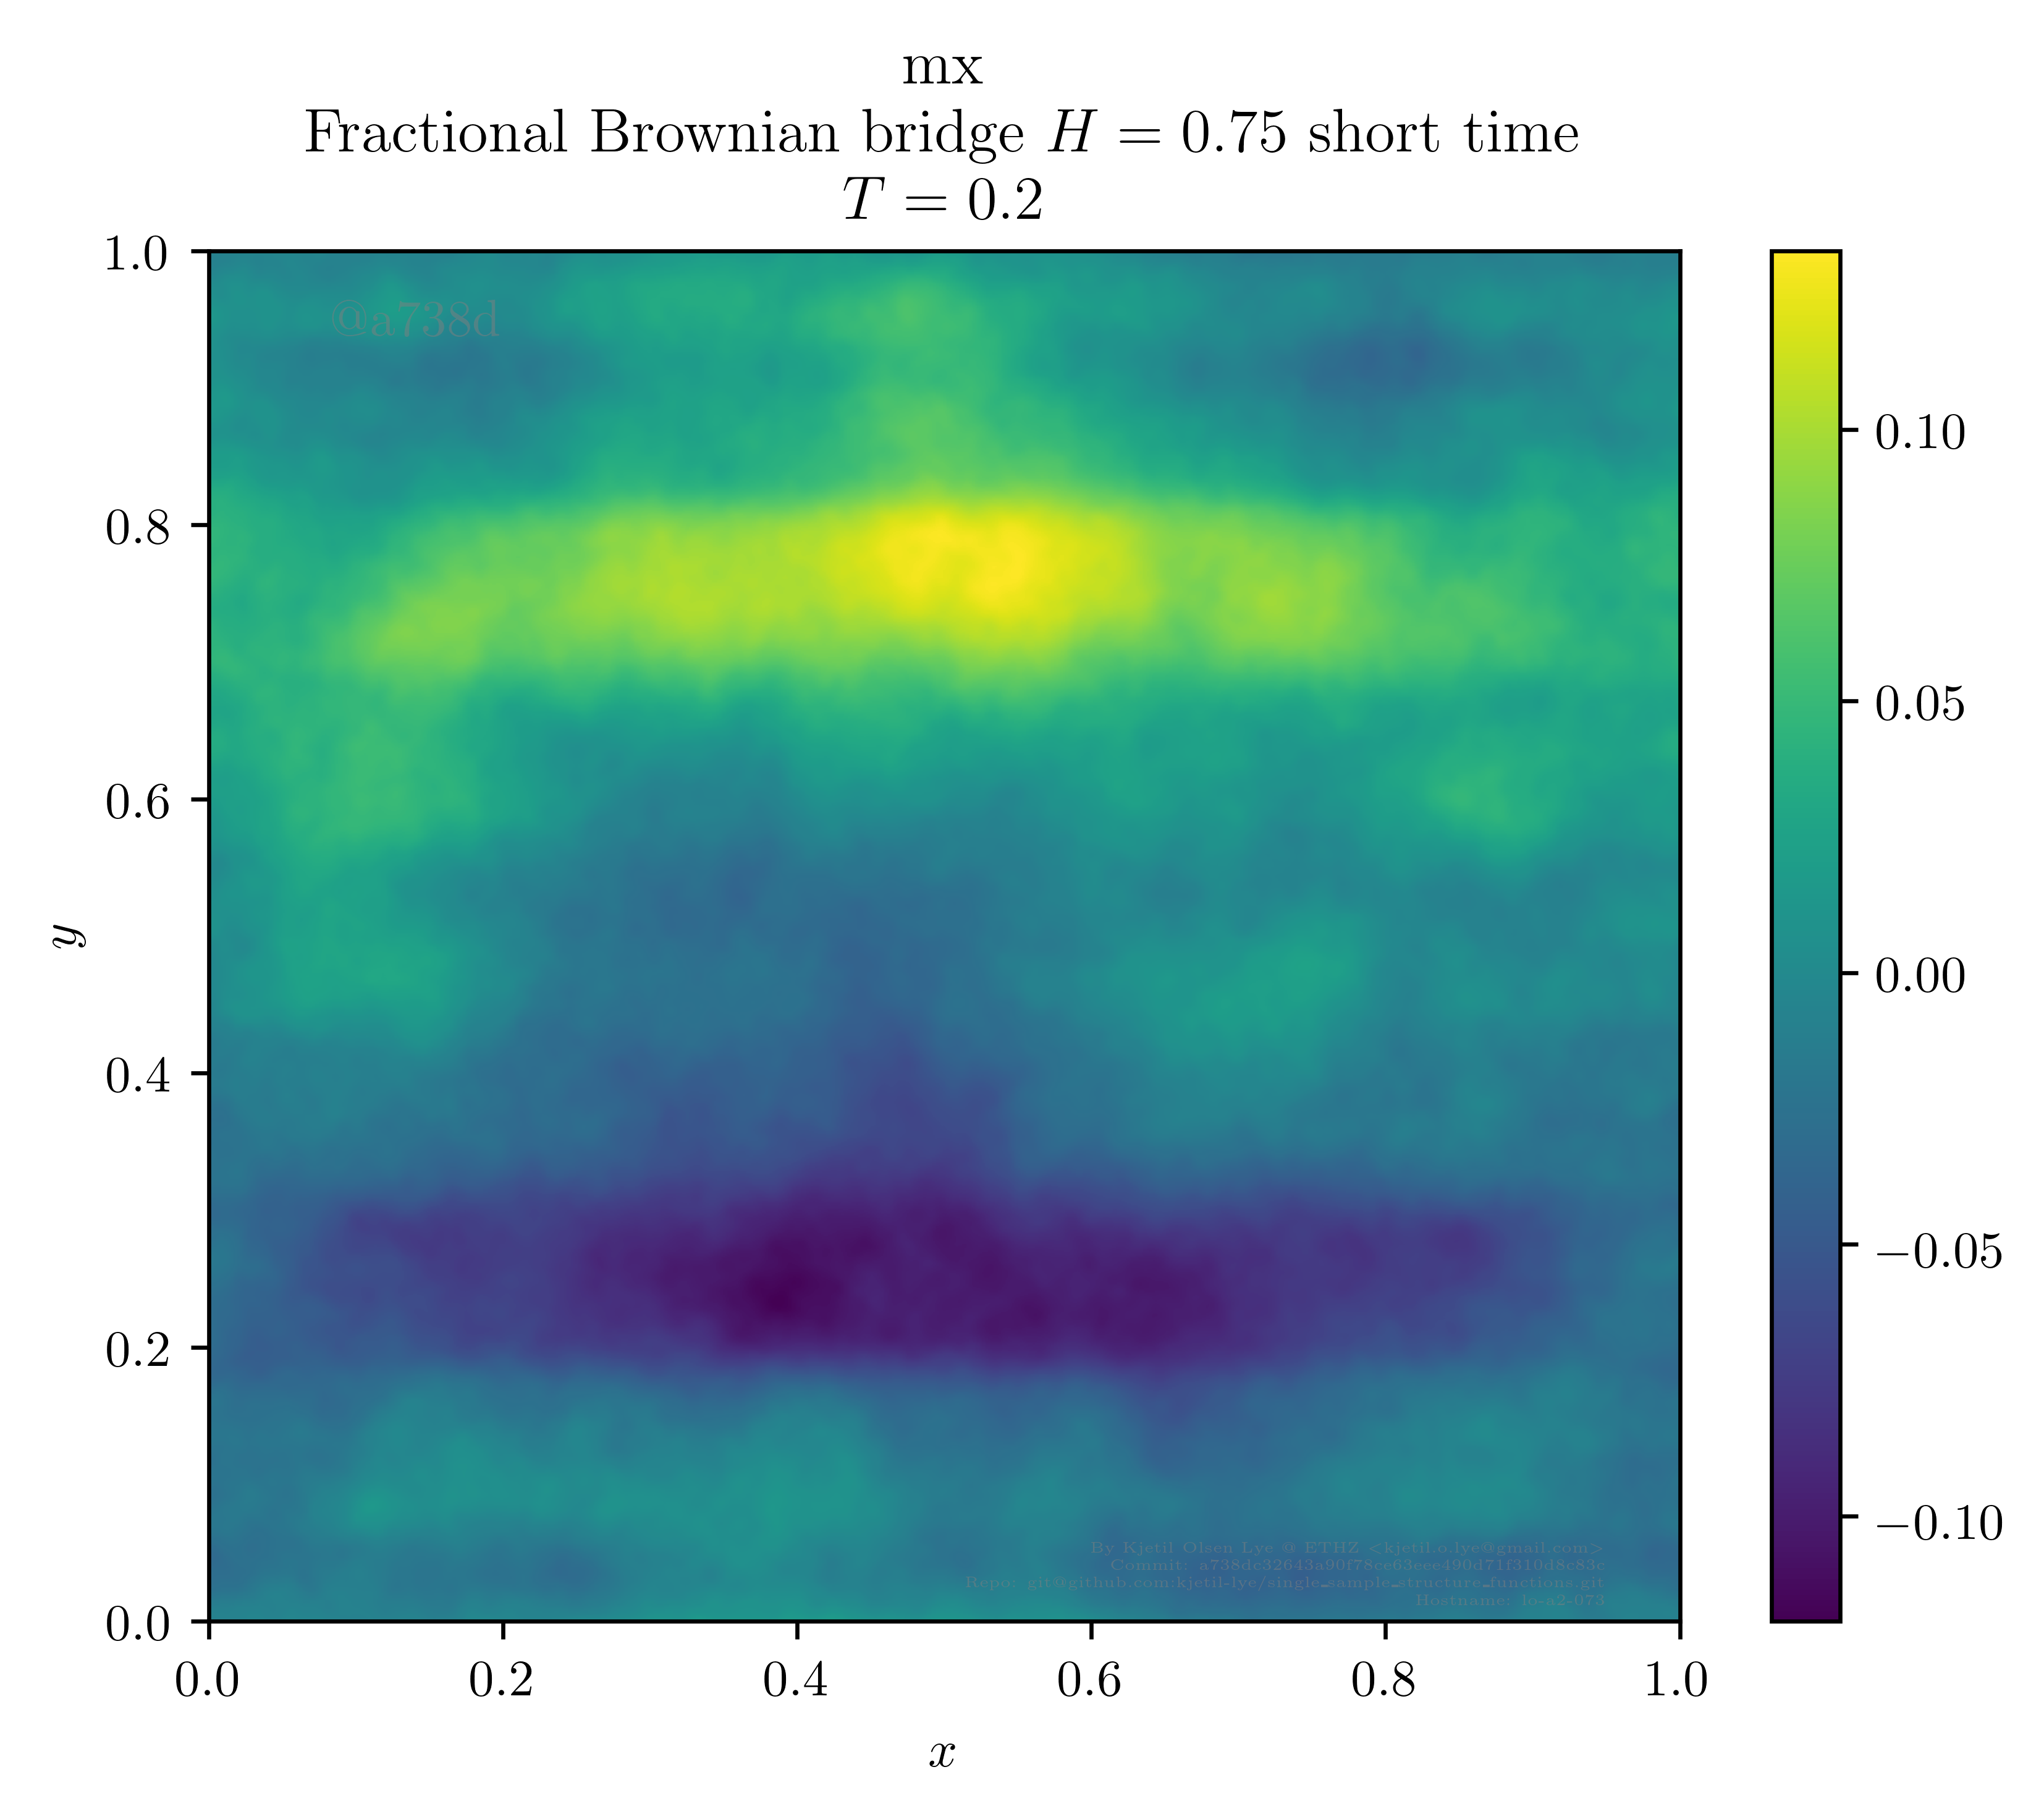 mx
Fractional Brownian bridge H = 0.75 short time
T = 0.2
1.0
0.8
0.6
0.4
0.2
0.0
y
@a738d
0.0 0.2 0.4 0.6 0.8 1.0
x
0.10
0.05
0.00
−0.05
−0.10
By Kjetil Olsen Lye @ ETHZ <kjetil.o.lye@gmail.com>
Commit: a738dc32643a90f78ce63eee490d71f310d8c83c
Repo: git@github.com:kjetil-lye/single_sample_structure_functions.git
Hostname: lo-a2-073